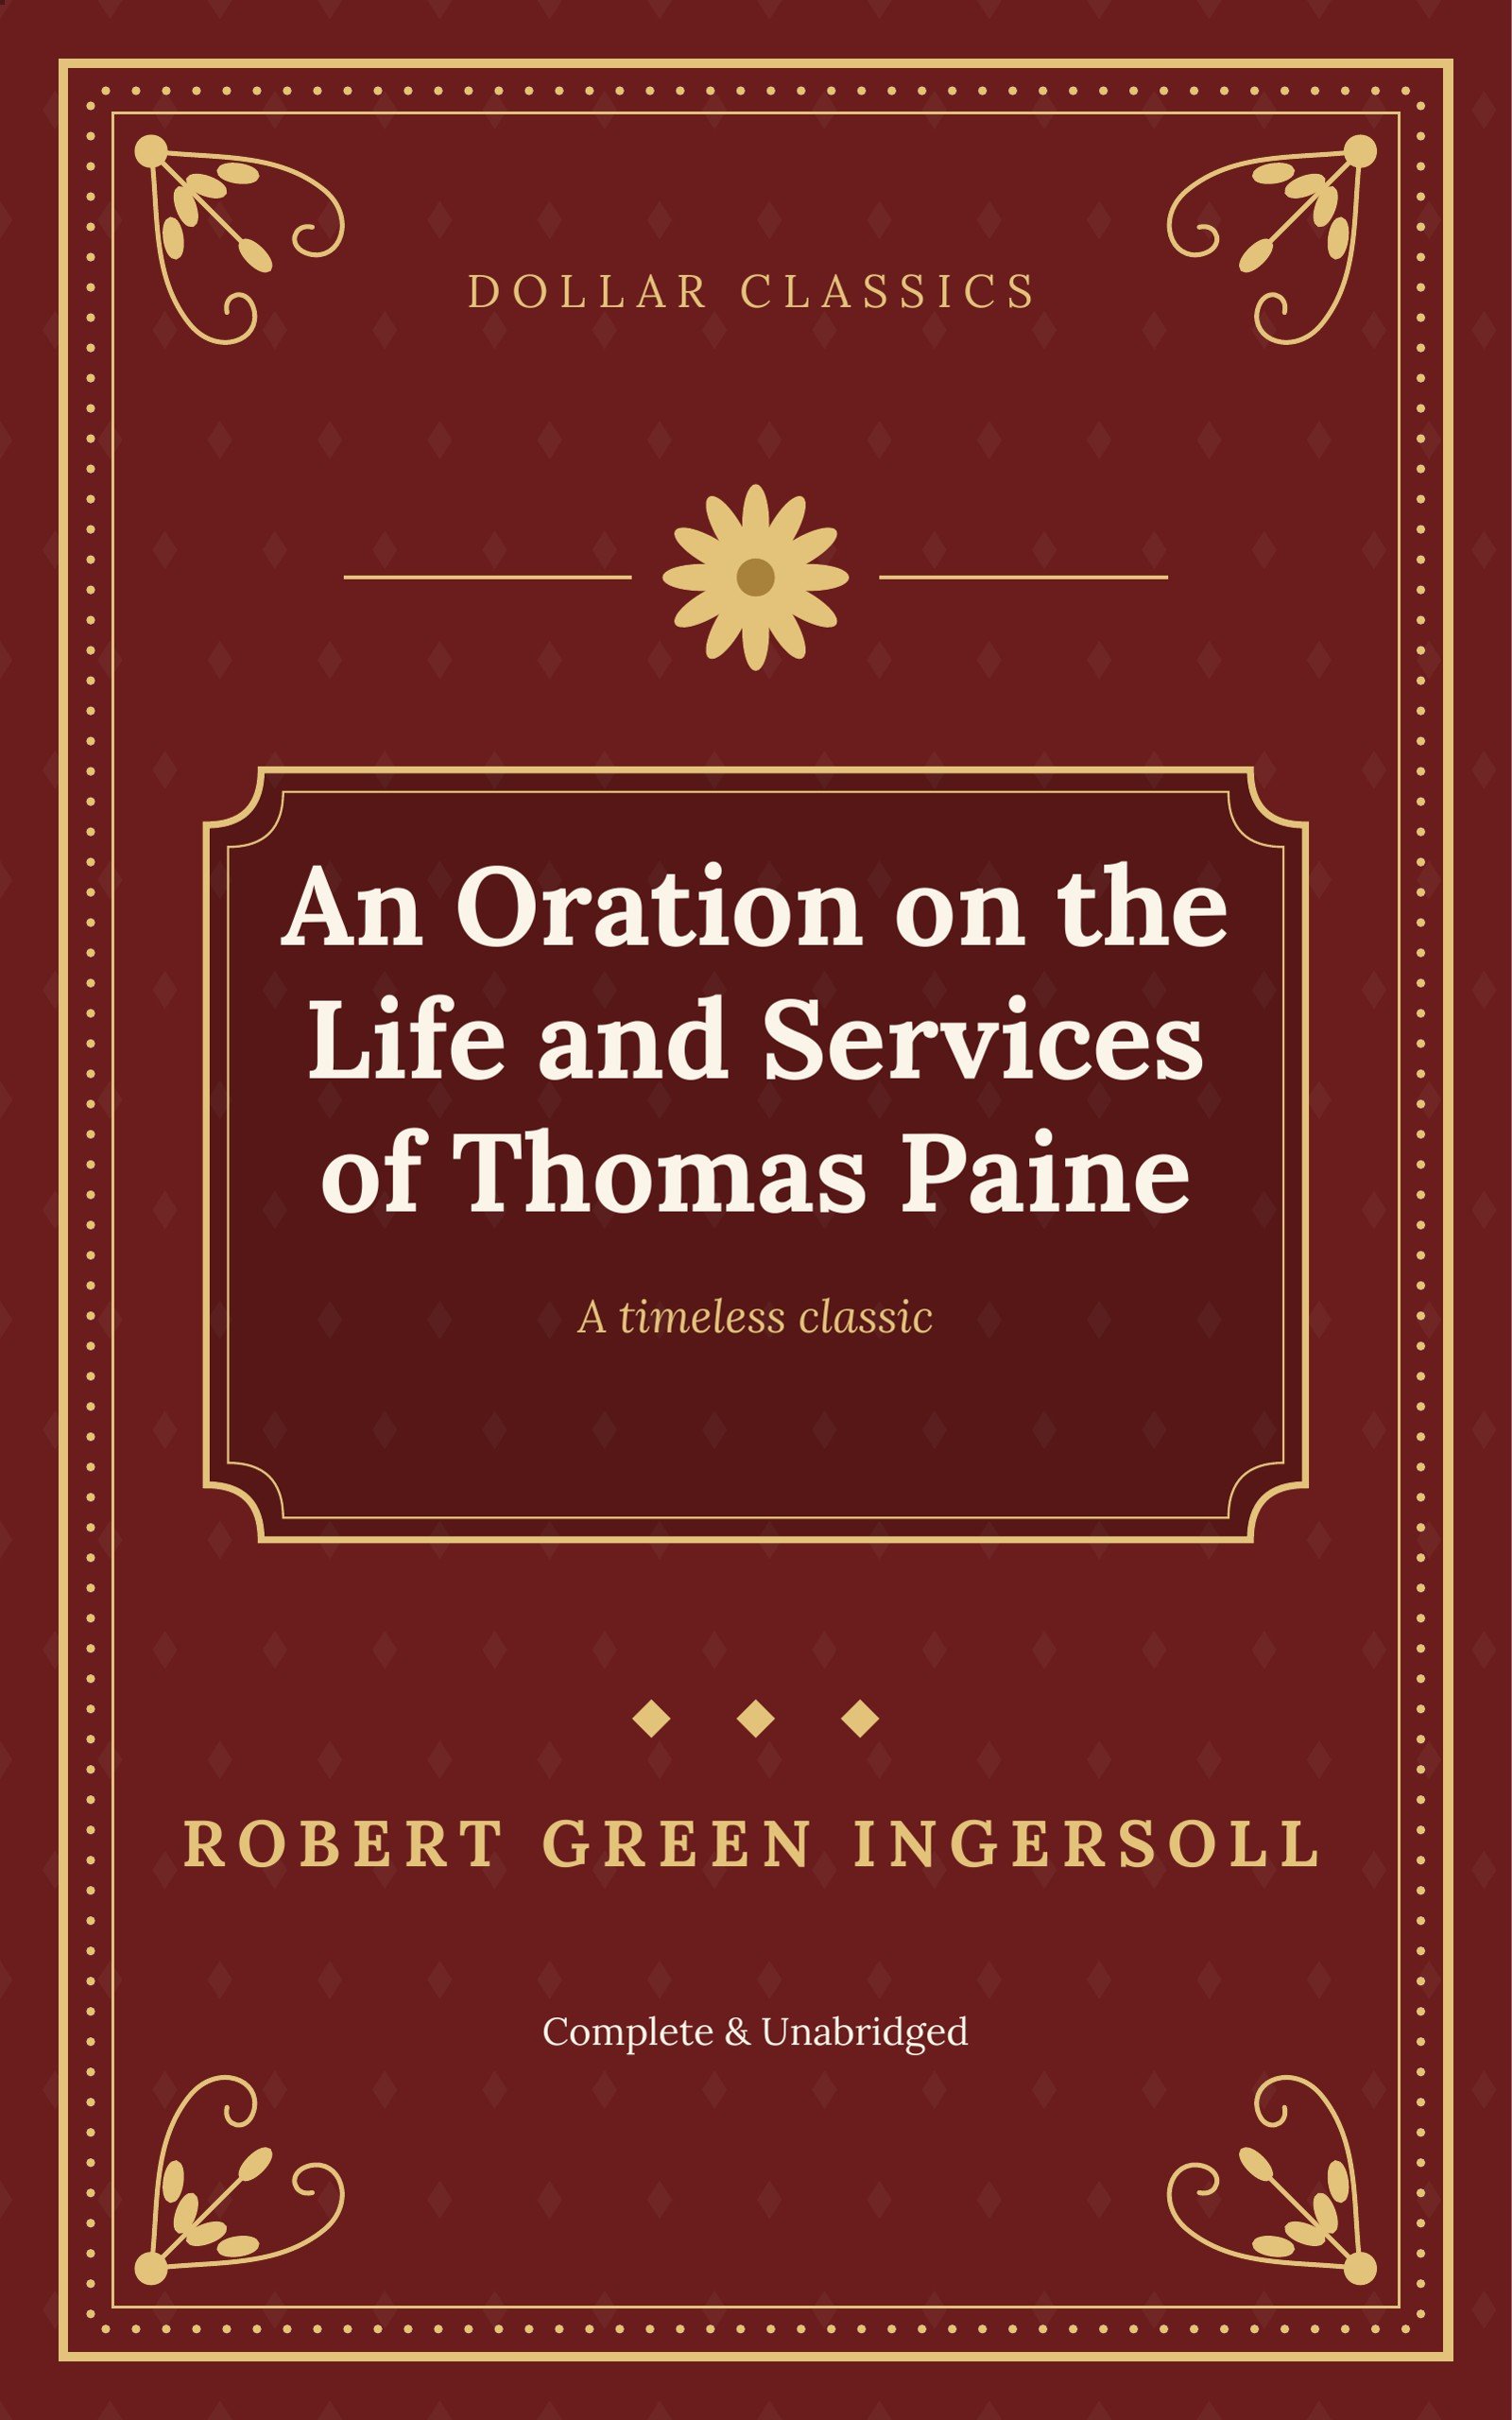 DOLLAR CLASSICS
An Oration on the
Life and Services
of Thomas Paine
A timeless classic
ROBERT GREEN INGERSOLL
Complete & Unabridged